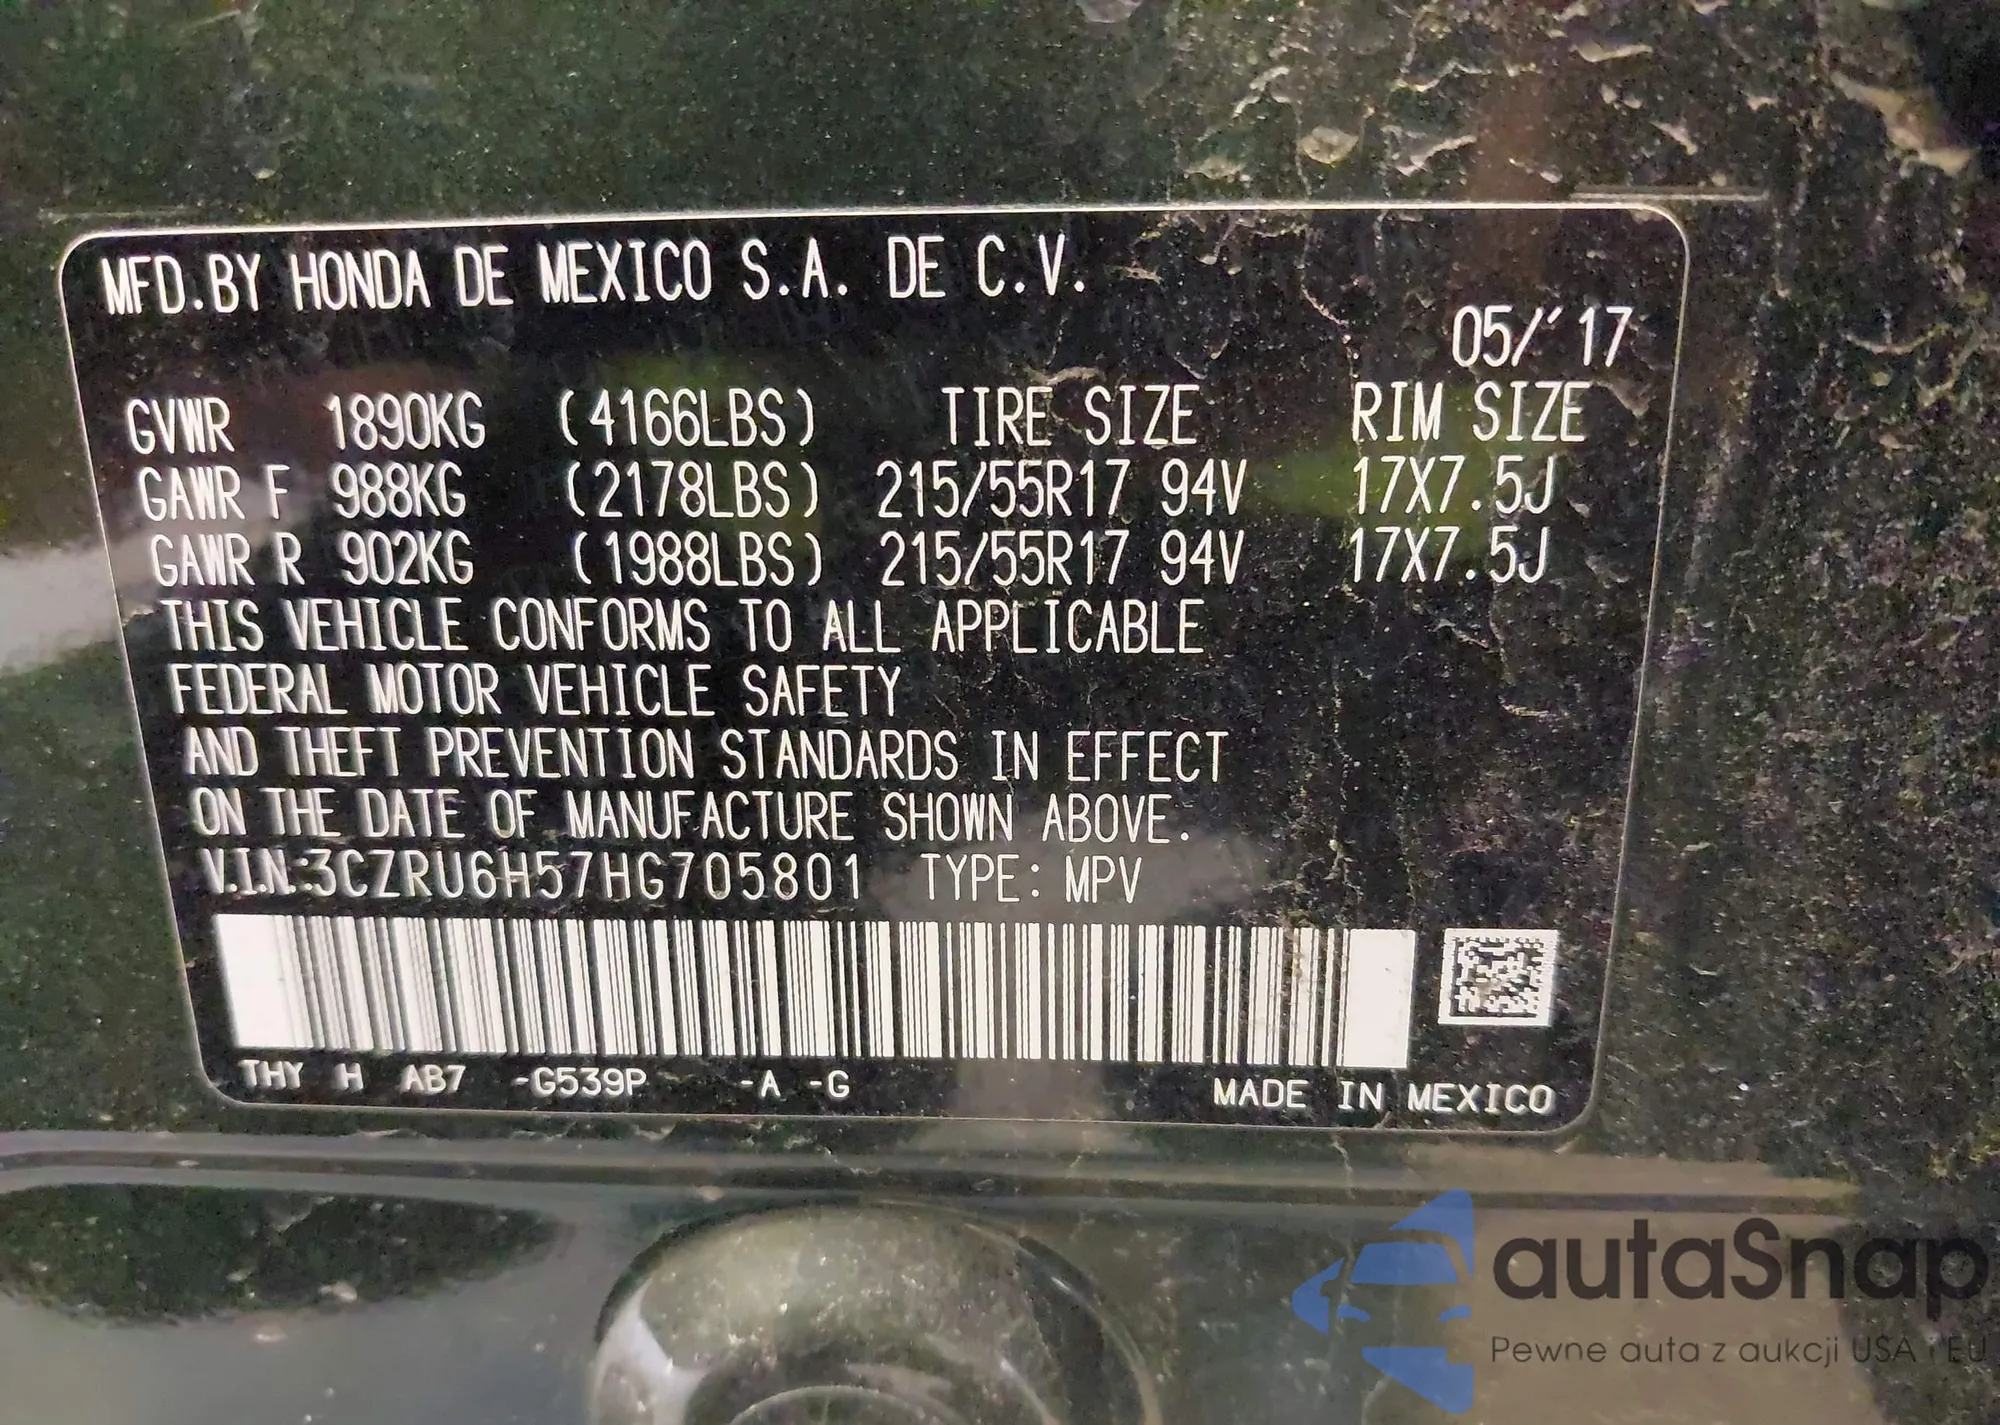 MFD.BY HONDA DE MEXICO S.A. DE C.V.
05/'17
GVWR 1890KG (4166LBS) TIRE SIZE RIM SIZE
GAWR F 988KG (2178LBS) 215/55R17 94V 17X7.5J
GAWR R 902KG (1988LBS) 215/55R17 94V 17X7.5J
THIS VEHICLE CONFORMS TO ALL APPLICABLE
FEDERAL MOTOR VEHICLE SAFETY
AND THEFT PREVENTION STANDARDS IN EFFECT
ON THE DATE OF MANUFACTURE SHOWN ABOVE.
V.I.N.:3CZRU6H57HG705801 TYPE: MPV
THY H AB7 -G539P -A -G MADE IN MEXICO
autaSnap
Pewne auta z aukcji USA i EU